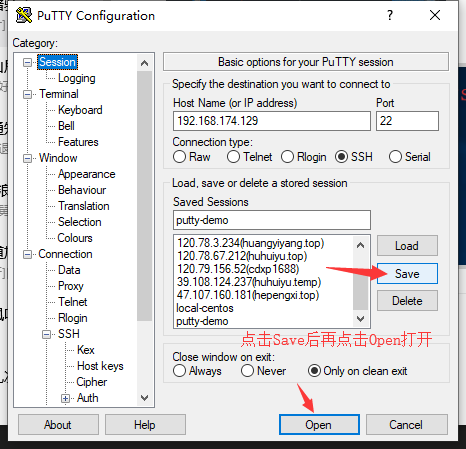 PuTTY Configuration
?
Category:
Session
Logging
Terminal
Keyboard
Bell
Features
Window
Appearance
Behaviour
Translation
Selection
Colours
Connection
Data
Proxy
Telnet
Rlogin
SSH
Kex
Host keys
Cipher
Auth
Basic options for your PuTTY session
Specify the destination you want to connect to
Host Name (or IP address) Port
192.168.174.129 22
Connection type:
Raw Telnet Rlogin SSH Serial
Load, save or delete a stored session
Saved Sessions
putty-demo
120.78.3.234(huangyiyang.top)
120.78.67.212(huhuiyu.top)
120.79.156.52(cdxp1688)
39.108.124.237(huhuiyu.temp)
47.107.160.181(hepengxi.top)
local-centos
putty-demo
Load
Save
Delete
点击Save后再点击Open打开
Close window on exit:
Always Never Only on clean exit
About Help Open Cancel